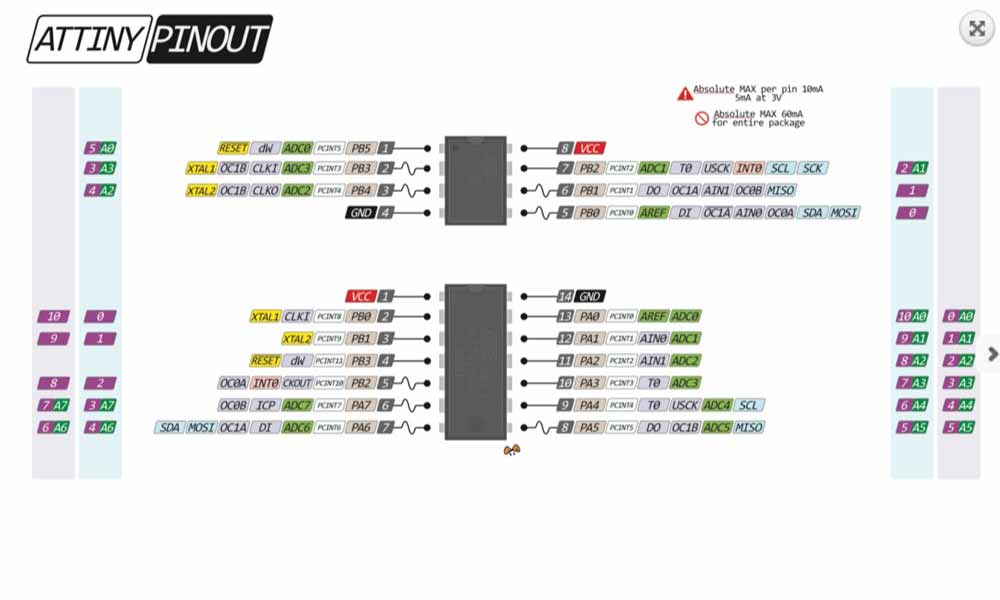 ATTINY PINOUT
Absolute MAX per pin 10mA
5mA at 3V
Absolute MAX 60mA
for entire package
5 A0 RESET dW ADC0 PCINT5 PB5 1 8 VCC
3 A3 XTAL1 OC1B CLKI ADC3 PCINT3 PB3 2 7 PB2 PCINT2 ADC1 T0 USCK INT0 SCL SCK 2 A1
4 A2 XTAL2 OC1B CLKO ADC2 PCINT4 PB4 3 6 PB1 PCINT1 DO OC1A AIN1 OC0B MISO 1
GND 4 5 PB0 PCINT0 AREF DI OC1A AIN0 OC0A SDA MOSI 0
VCC 1 14 GND
10 0 XTAL1 CLKI PCINT8 PB0 2 13 PA0 PCINT0 AREF ADC0 10 A0 0 A0
9 1 XTAL2 PCINT9 PB1 3 12 PA1 PCINT1 AIN0 ADC1 9 A1 1 A1
RESET dW PCINT11 PB3 4 11 PA2 PCINT2 AIN1 ADC2 8 A2 2 A2
8 2 OC0A INT0 CKOUT PCINT10 PB2 5 10 PA3 PCINT3 T0 ADC3 7 A3 3 A3
7 A7 3 A7 OC0B ICP ADC7 PCINT7 PA7 6 9 PA4 PCINT4 T0 USCK ADC4 SCL 6 A4 4 A4
6 A6 4 A6 SDA MOSI OC1A DI ADC6 PCINT6 PA6 7 8 PA5 PCINT5 DO OC1B ADC5 MISO 5 A5 5 A5